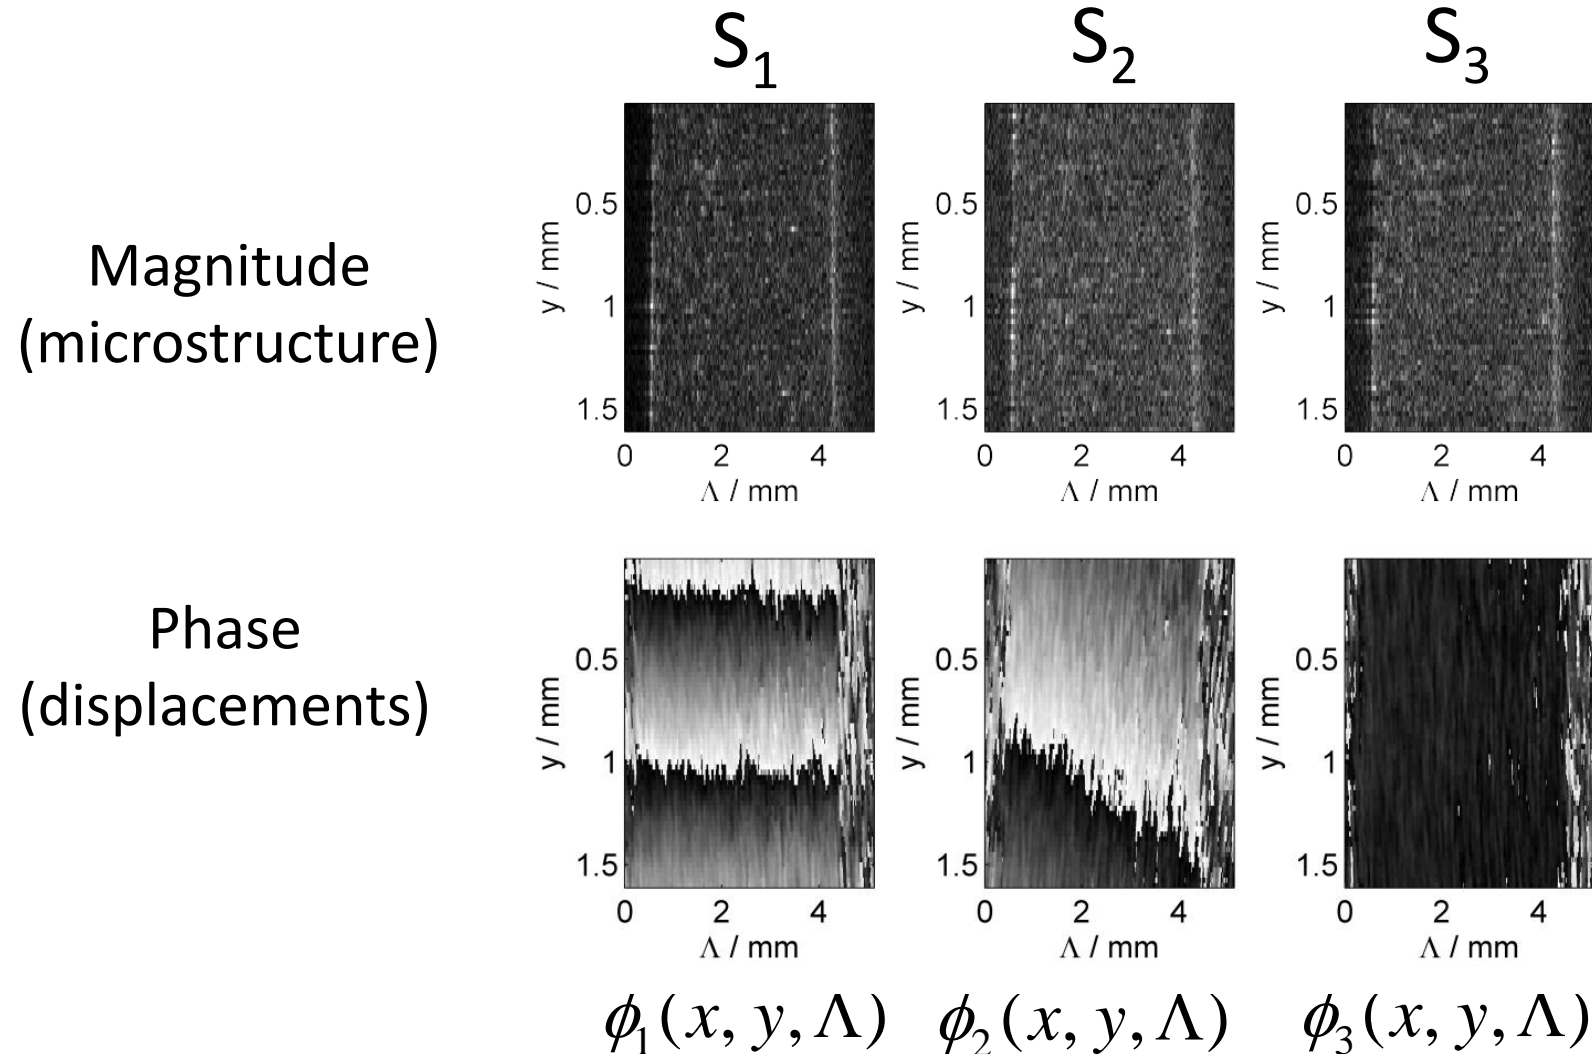 S₁ S₂ S₃
Magnitude
(microstructure)
y / mm y / mm y / mm
0.5 0.5 0.5
1 1 1
1.5 1.5 1.5
0 2 4 0 2 4 0 2 4
Λ / mm Λ / mm Λ / mm
Phase
(displacements)
y / mm y / mm y / mm
0.5 0.5 0.5
1 1 1
1.5 1.5 1.5
0 2 4 0 2 4 0 2 4
Λ / mm Λ / mm Λ / mm
ϕ₁(x, y, Λ) ϕ₂(x, y, Λ) ϕ₃(x, y, Λ)